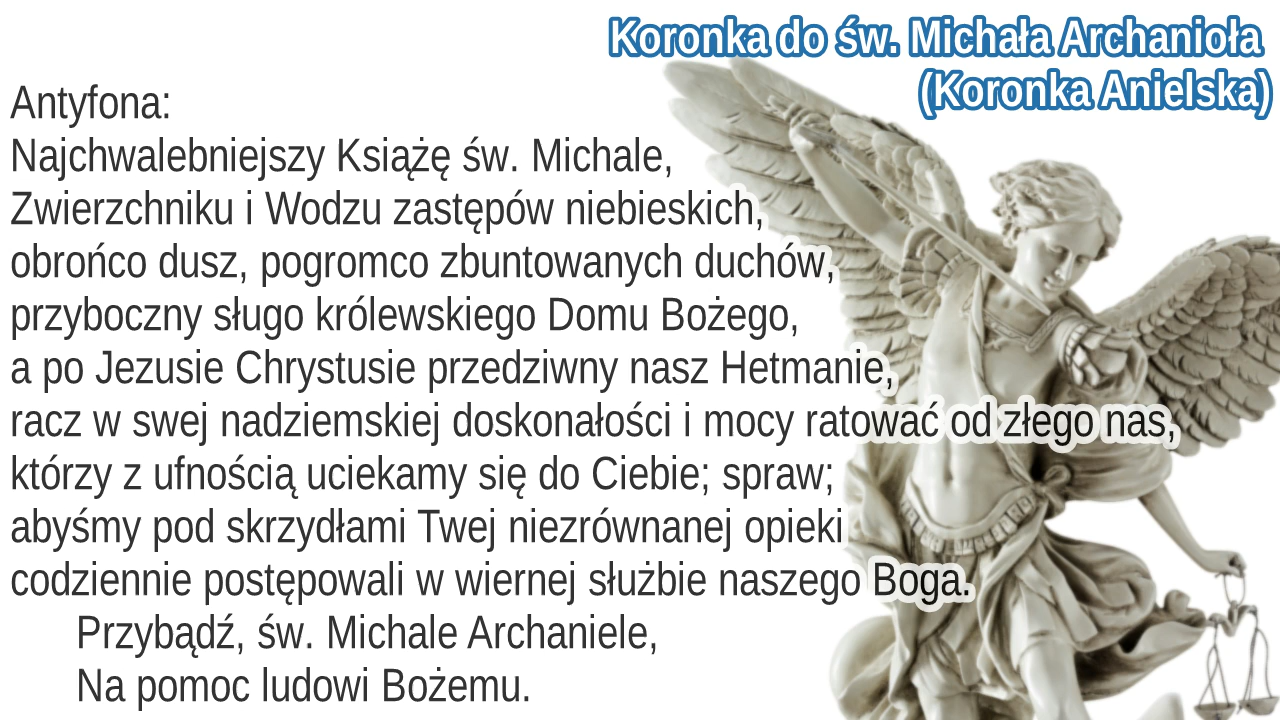 Koronka do św. Michała Archanioła
(Koronka Anielska)
Antyfona:
Najchwalebniejszy Książę św. Michale,
Zwierzchniku i Wodzu zastępów niebieskich,
obrońco dusz, pogromco zbuntowanych duchów,
przyboczny sługo królewskiego Domu Bożego,
a po Jezusie Chrystusie przedziwny nasz Hetmanie,
racz w swej nadziemskiej doskonałości i mocy ratować od złego nas,
którzy z ufnością uciekamy się do Ciebie; spraw;
abyśmy pod skrzydłami Twej niezrównanej opieki
codziennie postępowali w wiernej służbie naszego Boga.
Przybądź, św. Michale Archaniele,
Na pomoc ludowi Bożemu.